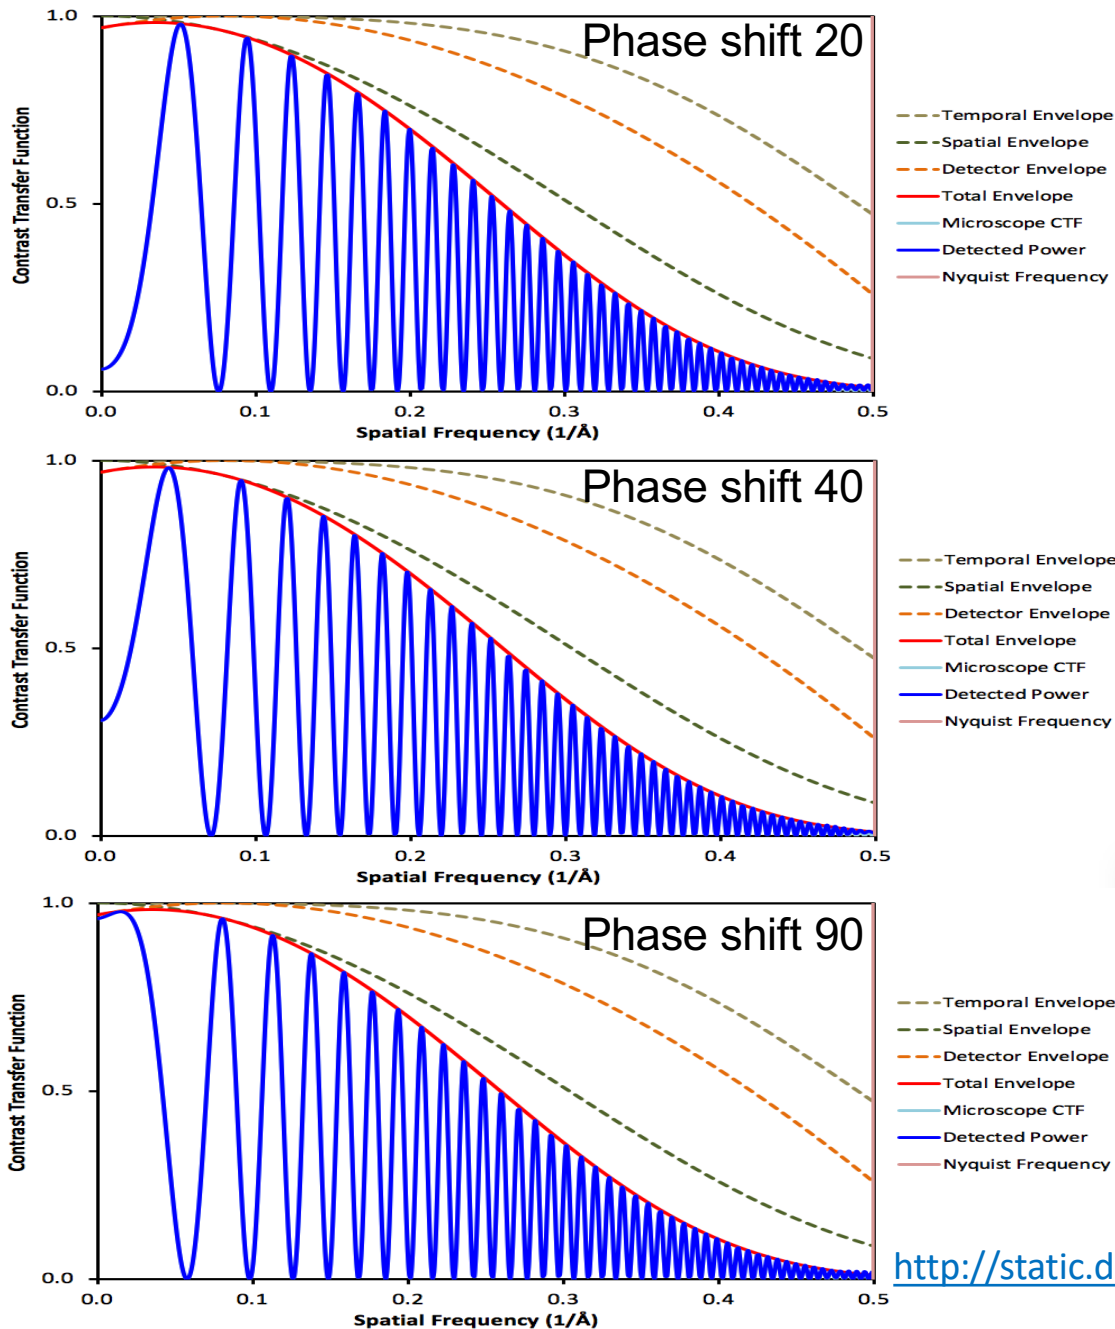 Phase shift 20
Contrast Transfer Function
1.0
0.5
0.0
0.0 0.1 0.2 0.3 0.4 0.5
Spatial Frequency (1/Å)
Temporal Envelope
Spatial Envelope
Detector Envelope
Total Envelope
Microscope CTF
Detected Power
Nyquist Frequency
Phase shift 40
Contrast Transfer Function
1.0
0.5
0.0
0.0 0.1 0.2 0.3 0.4 0.5
Spatial Frequency (1/Å)
Temporal Envelope
Spatial Envelope
Detector Envelope
Total Envelope
Microscope CTF
Detected Power
Nyquist Frequency
Phase shift 90
Contrast Transfer Function
1.0
0.5
0.0
0.0 0.1 0.2 0.3 0.4 0.5
Spatial Frequency (1/Å)
Temporal Envelope
Spatial Envelope
Detector Envelope
Total Envelope
Microscope CTF
Detected Power
Nyquist Frequency
http://static.d